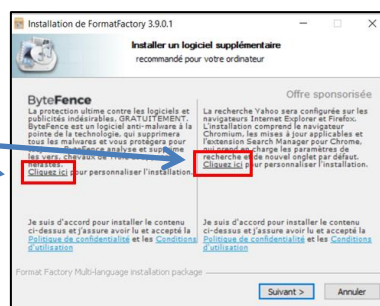 Installation de FormatFactory 3.9.0.1
Installer un logiciel supplémentaire
recommandé pour votre ordinateur
ByteFence
La protection ultime contre les logiciels et
publicités indésirables, GRATUITEMENT.
ByteFence est un logiciel anti-malware à la
pointe de la technologie, qui supprimera
tous les malwares et vous protégera pour
ByteFence analyse et supprime
les vers, chevaux de Troie
néfastes.
Cliquez ici pour personnaliser l'installation.
Je suis d'accord pour installer le contenu
ci-dessus et j'assure avoir lu et accepté la
Politique de confidentialité et les Conditions
d'utilisation
Offre sponsorisée
La recherche Yahoo sera configurée sur les
navigateurs Internet Explorer et Firefox.
L'installation comprend le navigateur
Chromium, les mises à jour applicables et
l'extension Search Manager pour Chrome,
qui prend en charge les paramètres de
recherche et de nouvel onglet par défaut.
Cliquez ici pour personnaliser l'installation.
Je suis d'accord pour installer le contenu
ci-dessus et j'assure avoir lu et accepté la
Politique de confidentialité et les Conditions
d'utilisation
Format Factory Multi-language installation package
Suivant >
Annuler